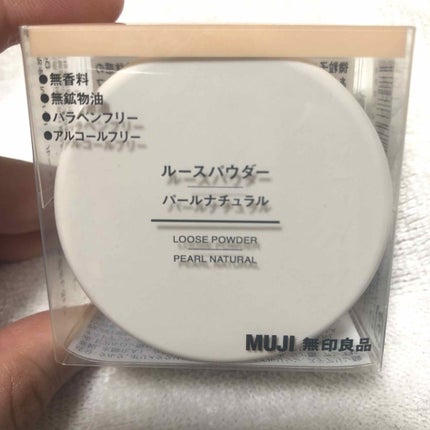 ●無香料
●無鉱物油
●パラベンフリー
●アルコールフリー
ルースパウダー
パールナチュラル
LOOSE POWDER
PEARL NATURAL
MUJI 無印良品